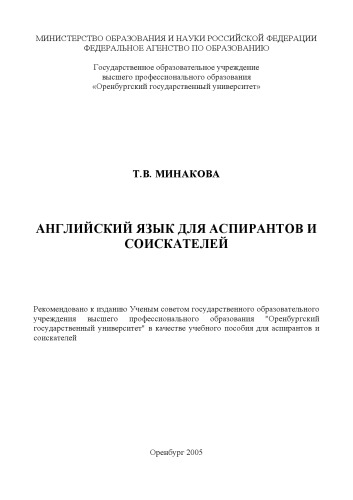 МИНИСТЕРСТВО ОБРАЗОВАНИЯ И НАУКИ РОССИЙСКОЙ ФЕДЕРАЦИИ
ФЕДЕРАЛЬНОЕ АГЕНСТВО ПО ОБРАЗОВАНИЮ
Государственное образовательное учреждение
высшего профессионального образования
«Оренбургский государственный университет»
Т.В. МИНАКОВА
АНГЛИЙСКИЙ ЯЗЫК ДЛЯ АСПИРАНТОВ И
СОИСКАТЕЛЕЙ
Рекомендовано к изданию Ученым советом государственного образовательного
учреждения высшего профессионального образования "Оренбургский
государственный университет" в качестве учебного пособия для аспирантов и
соискателей
Оренбург 2005